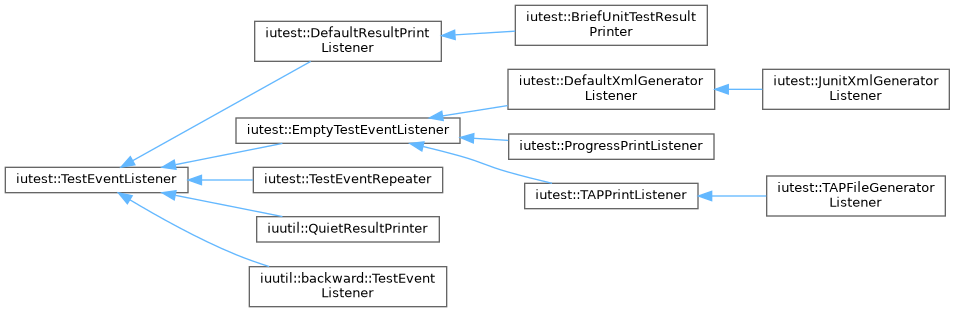 iutest::DefaultResultPrint
Listener
iutest::BriefUnitTestResult
Printer
iutest::DefaultXmlGenerator
Listener
iutest::JunitXmlGenerator
Listener
iutest::EmptyTestEventListener
iutest::ProgressPrintListener
iutest::TestEventListener
iutest::TestEventRepeater
iutest::TAPPrintListener
iutest::TAPFileGenerator
Listener
iuutil::QuietResultPrinter
iuutil::backward::TestEvent
Listener